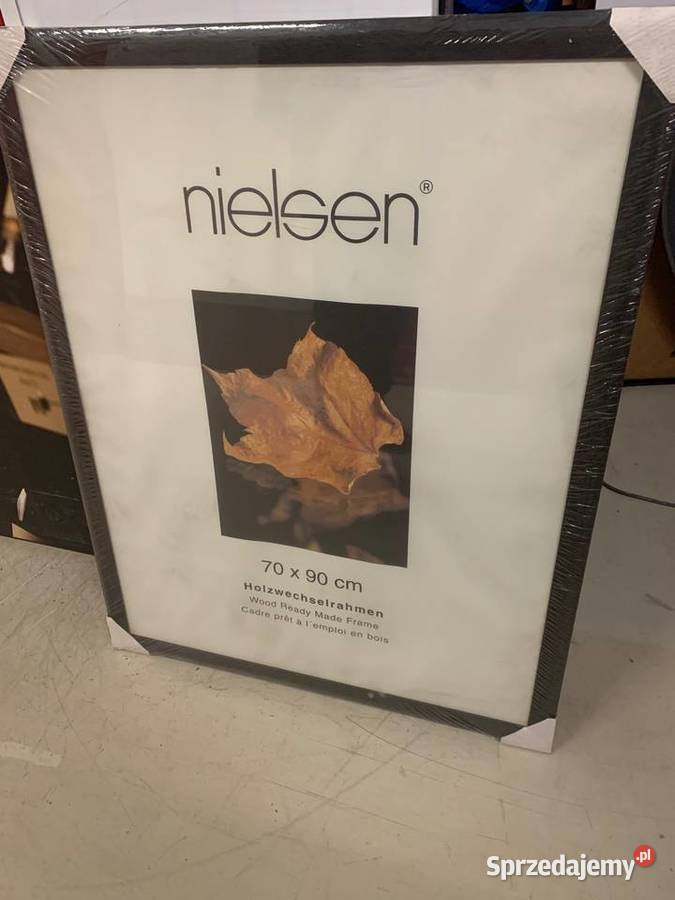 nielsen®
70 x 90 cm
Holzwechselrahmen
Wood Ready Made Frame
Cadre prêt à l´emploi en bois
Sprzedajemy.pl